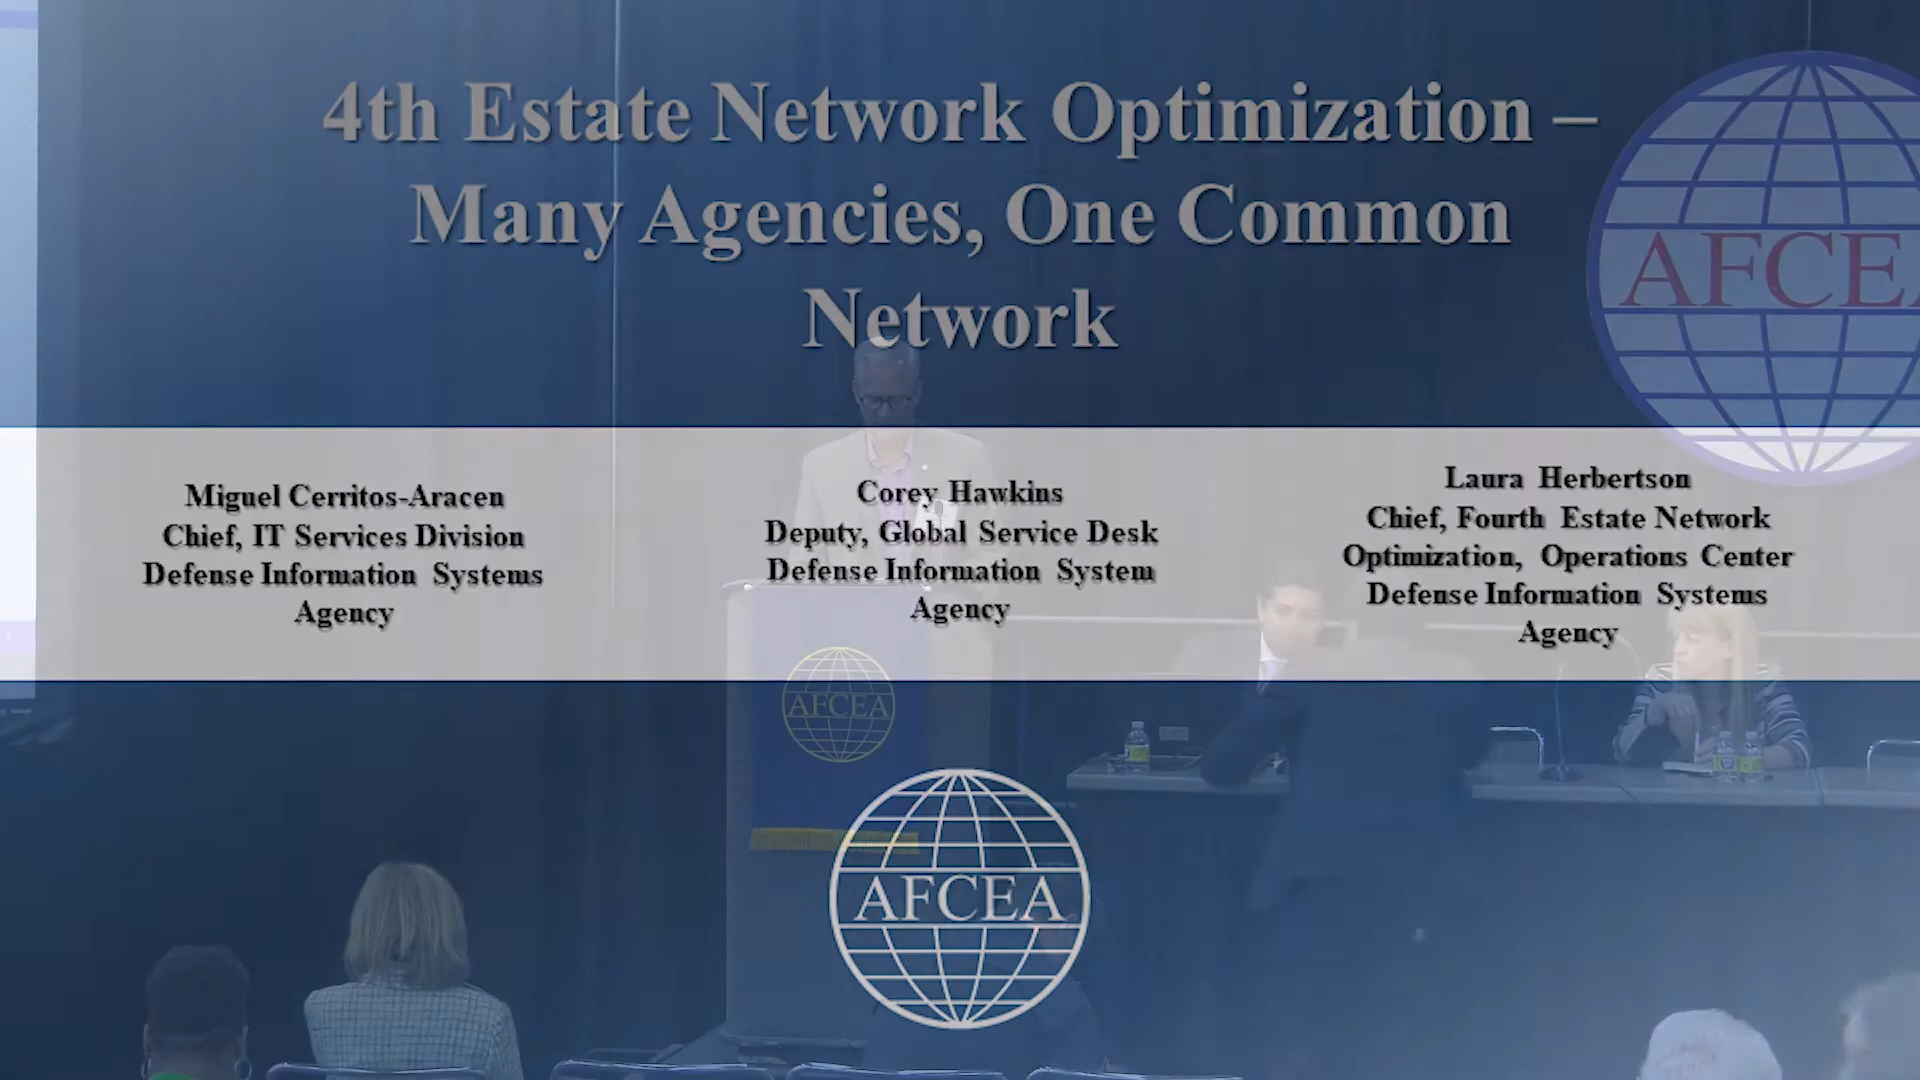 4th Estate Network Optimization –
Many Agencies, One Common
Network
AFCEA
Miguel Cerritos-Aracen
Chief, IT Services Division
Defense Information Systems
Agency
Corey Hawkins
Deputy, Global Service Desk
Defense Information System
Agency
Laura Herbertson
Chief, Fourth Estate Network
Optimization, Operations Center
Defense Information Systems
Agency
AFCEA
AFCEA